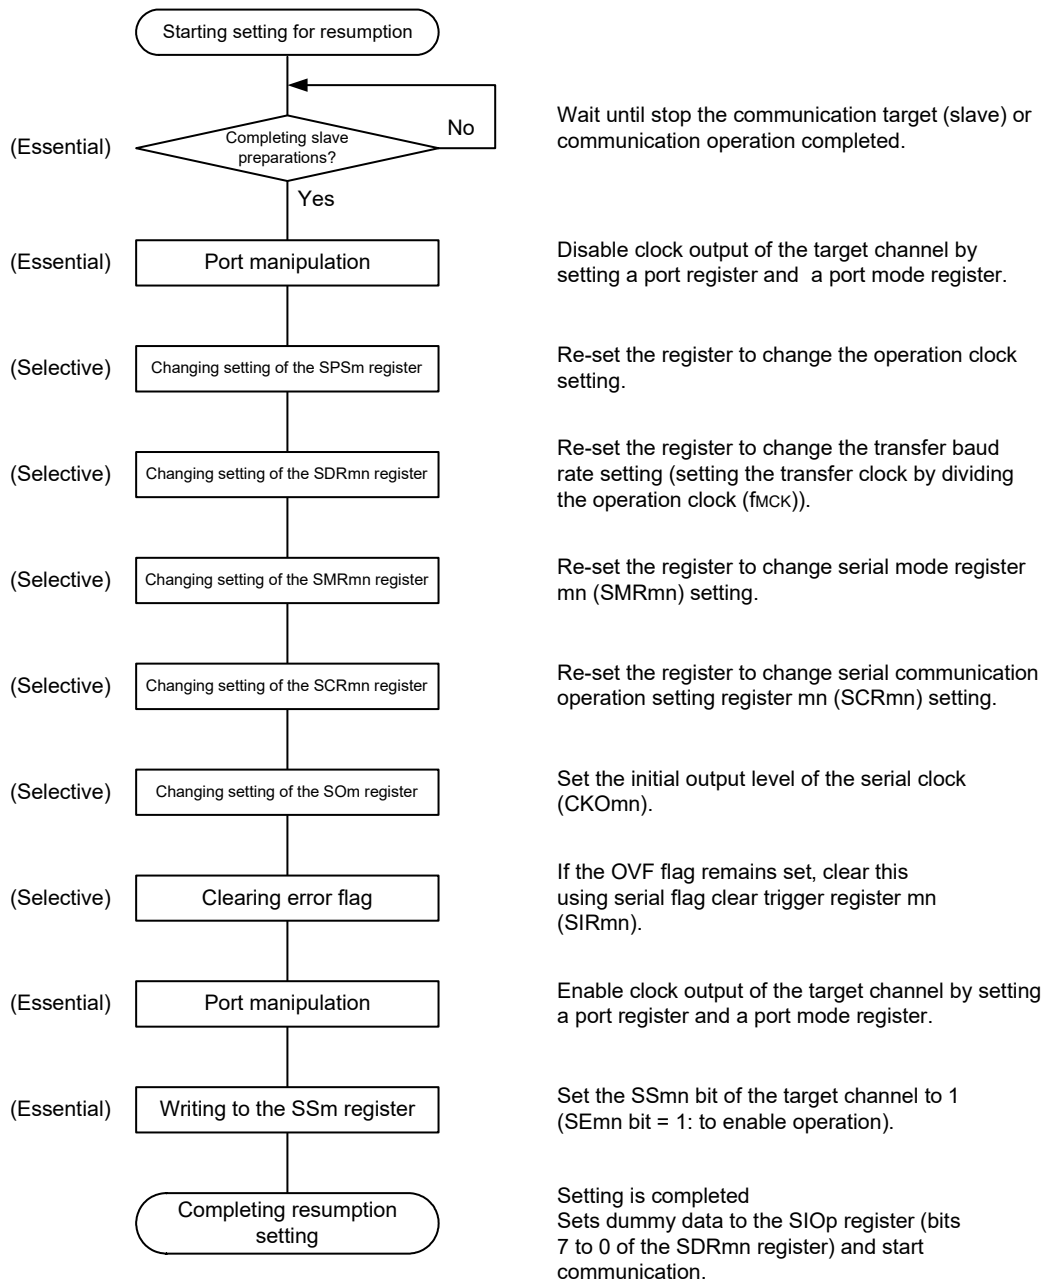 Starting setting for resumption
(Essential)
Completing slave
preparations?
No
Wait until stop the communication target (slave) or
communication operation completed.
Yes
(Essential)
Port manipulation
Disable clock output of the target channel by
setting a port register and  a port mode register.
(Selective)
Changing setting of the SPSm register
Re-set the register to change the operation clock
setting.
(Selective)
Changing setting of the SDRmn register
Re-set the register to change the transfer baud
rate setting (setting the transfer clock by dividing
the operation clock (fMCK)).
(Selective)
Changing setting of the SMRmn register
Re-set the register to change serial mode register
mn (SMRmn) setting.
(Selective)
Changing setting of the SCRmn register
Re-set the register to change serial communication
operation setting register mn (SCRmn) setting.
(Selective)
Changing setting of the SOm register
Set the initial output level of the serial clock
(CKOmn).
(Selective)
Clearing error flag
If the OVF flag remains set, clear this
using serial flag clear trigger register mn
(SIRmn).
(Essential)
Port manipulation
Enable clock output of the target channel by setting
a port register and a port mode register.
(Essential)
Writing to the SSm register
Set the SSmn bit of the target channel to 1
(SEmn bit = 1: to enable operation).
Completing resumption
setting
Setting is completed
Sets dummy data to the SIOp register (bits
7 to 0 of the SDRmn register) and start
communication.